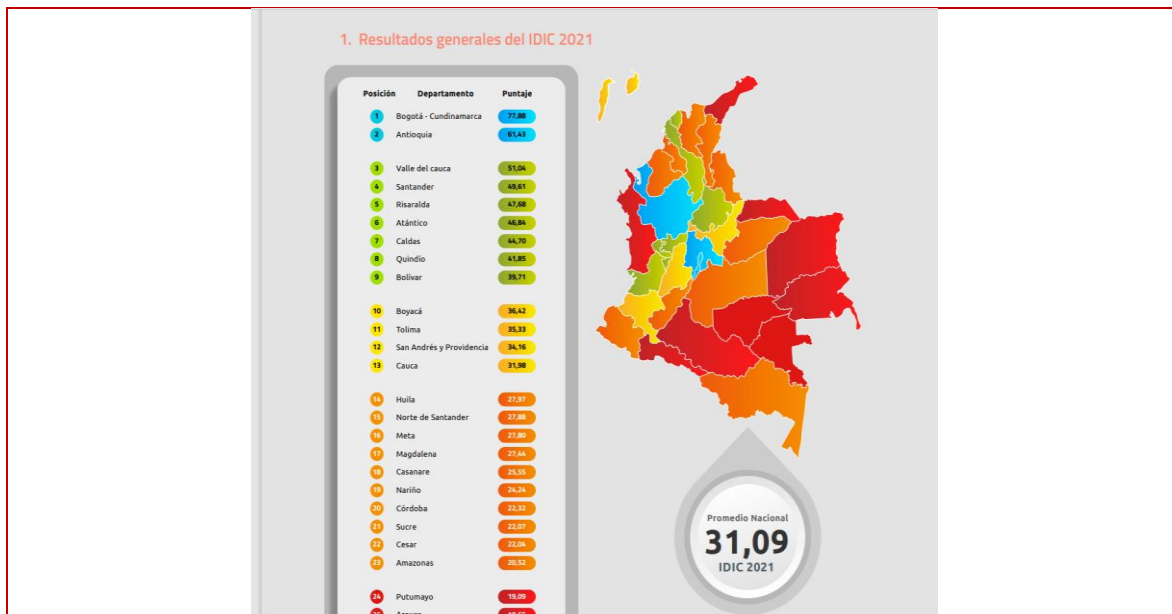 1. Resultados generales del IDIC 2021
Posición Departamento Puntaje
1 Bogotá - Cundinamarca 77,88
2 Antioquia 61,43
3 Valle del cauca 51,04
4 Santander 49,61
5 Risaralda 47,68
6 Atántico 46,84
7 Caldas 44,70
8 Quindío 41,85
9 Bolívar 39,71
10 Boyacá 36,42
11 Tolima 35,33
12 San Andrés y Providencia 34,16
13 Cauca 31,98
14 Huila 27,97
15 Norte de Santander 27,88
16 Meta 27,80
17 Magdalena 27,44
18 Casanare 25,55
19 Nariño 24,24
20 Córdoba 22,32
21 Sucre 22,07
22 Cesar 22,04
23 Amazonas 20,52
24 Putumayo 19,09
Promedio Nacional
31,09
IDIC 2021